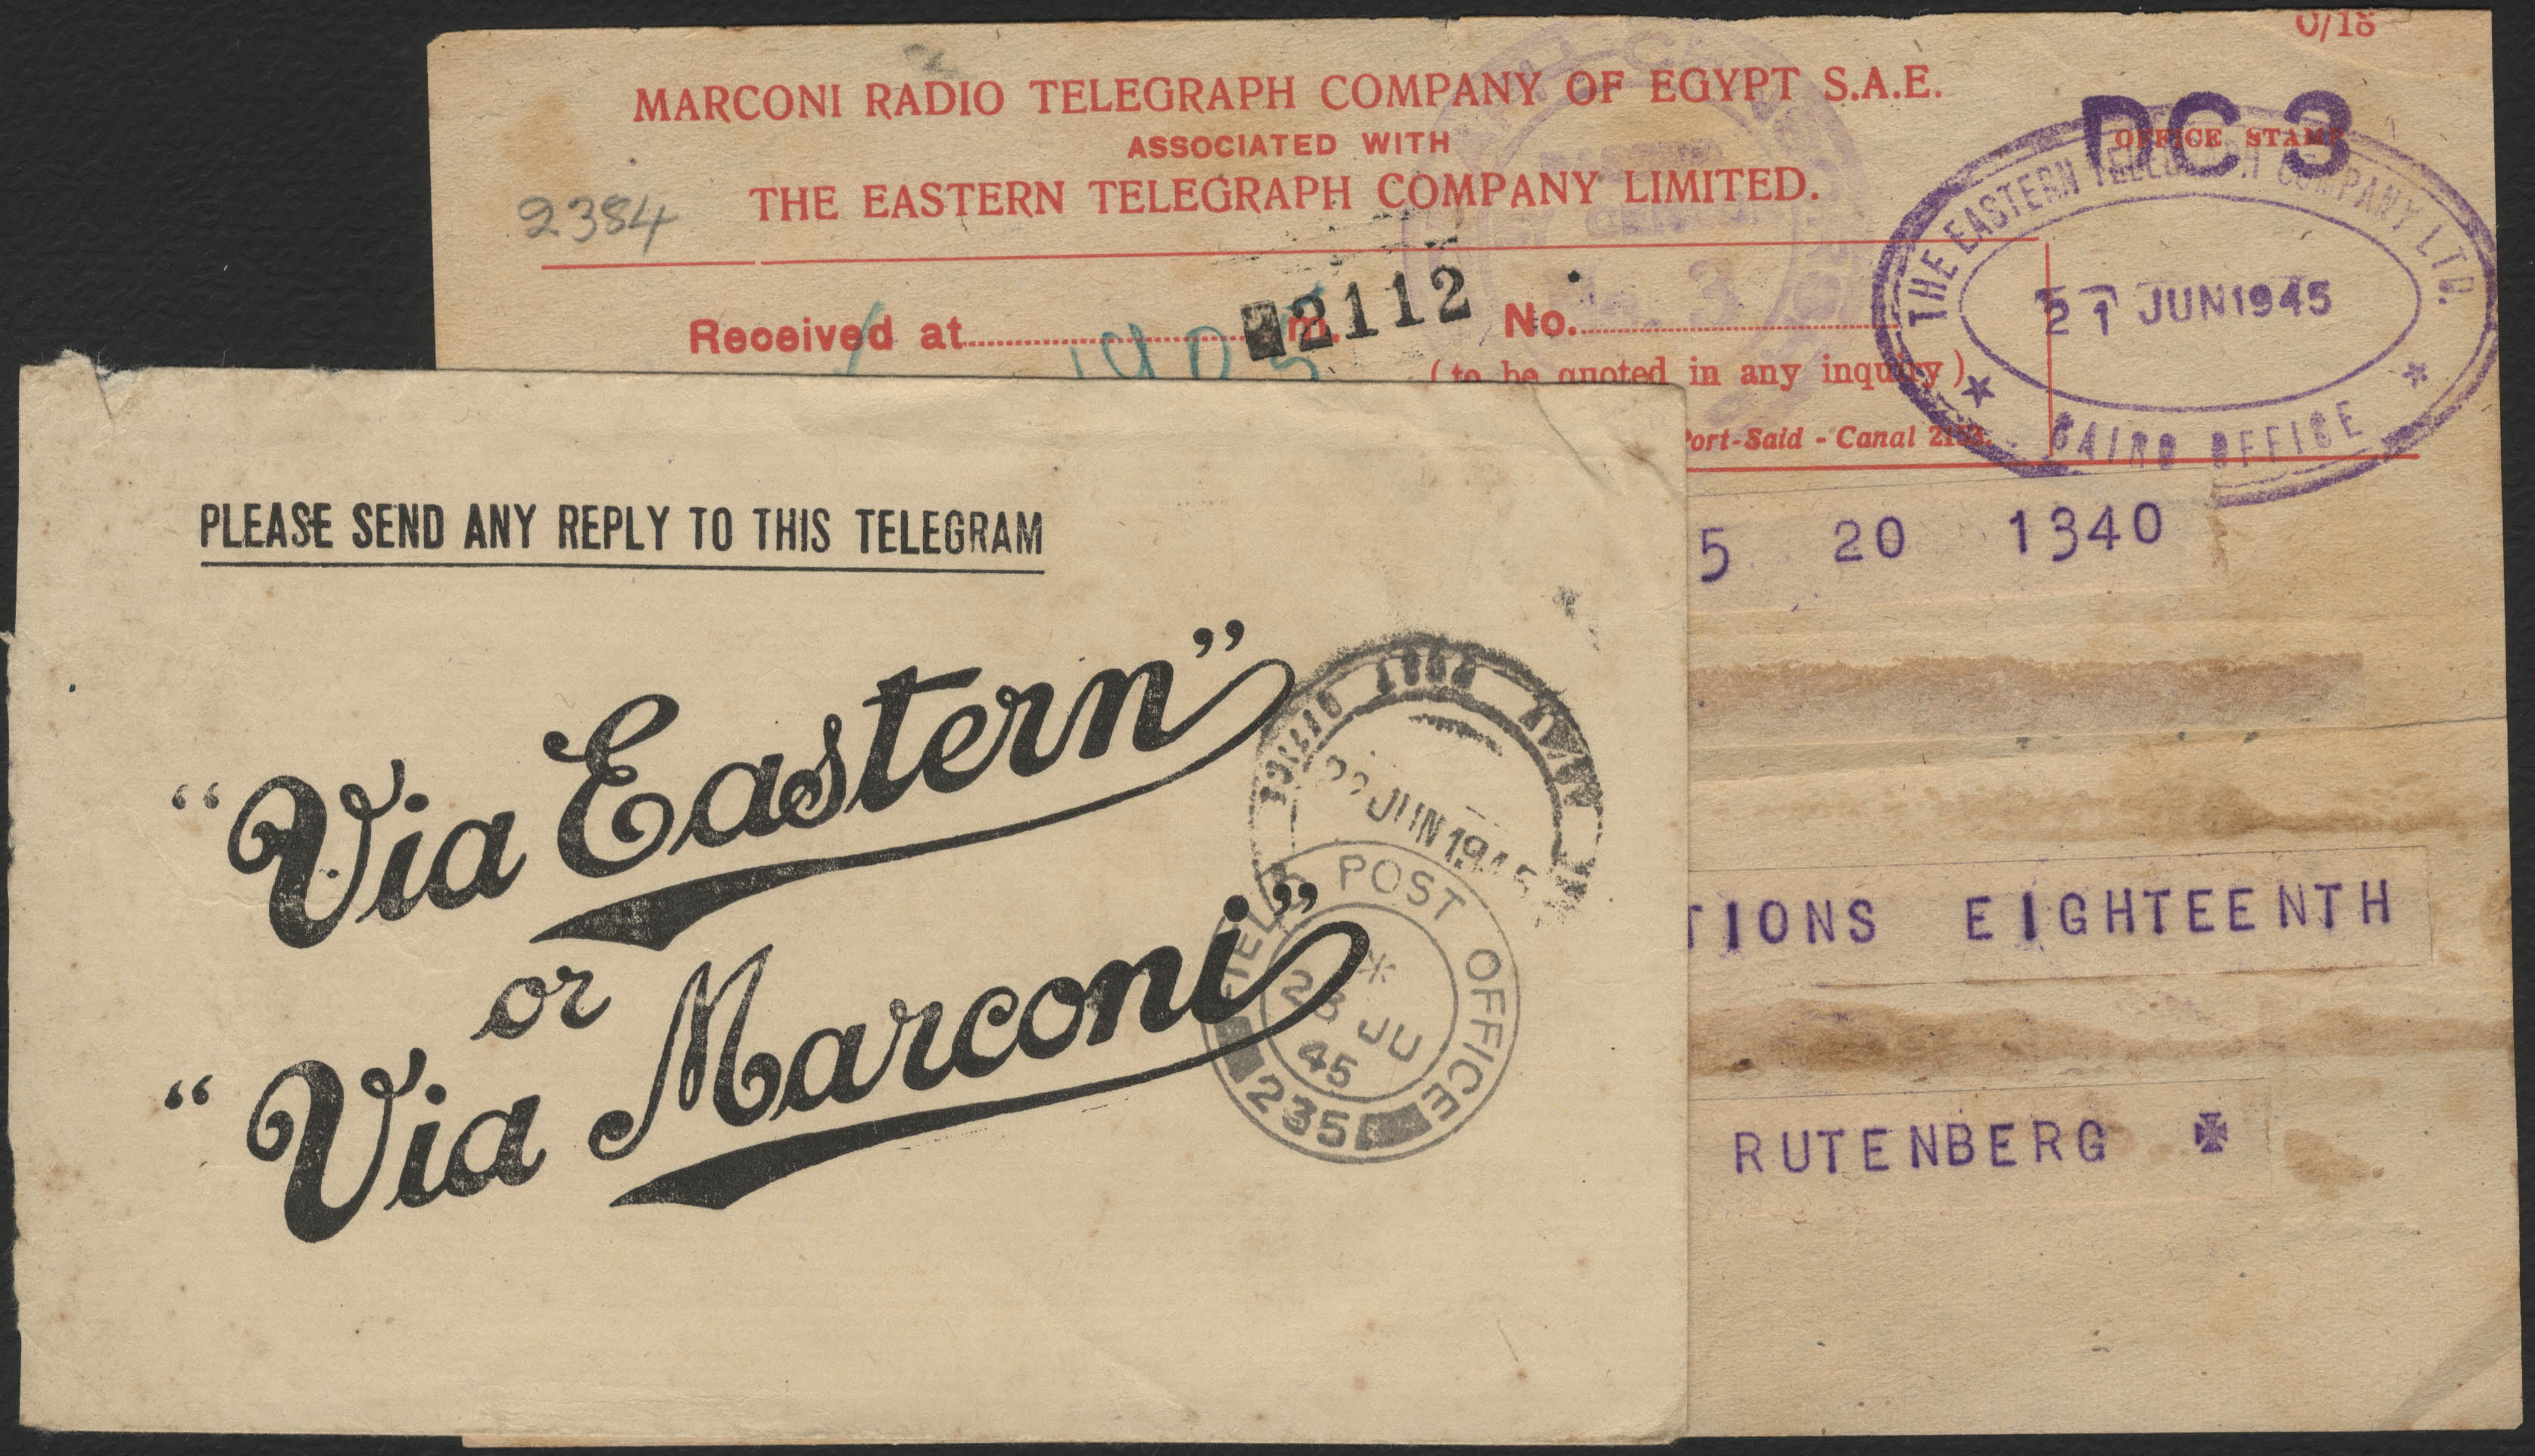 O/18
MARCONI RADIO TELEGRAPH COMPANY OF EGYPT S.A.E.
ASSOCIATED WITH
THE EASTERN TELEGRAPH COMPANY LIMITED.
2384
DC 3
OFFICE STAMP
THE EASTERN TELEGRAPH COMPANY LTD.
21 JUN 1945
CAIRO OFFICE
Received at m.
2112
No.
(to be quoted in any inquiry)
1905
Port-Said - Canal
5 20 1340
TIONS EIGHTEENTH
RUTENBERG
PLEASE SEND ANY REPLY TO THIS TELEGRAM
"Via Eastern"
or
"Via Marconi"
22 JUN 1945
FIELD POST OFFICE
23 JU
45
235